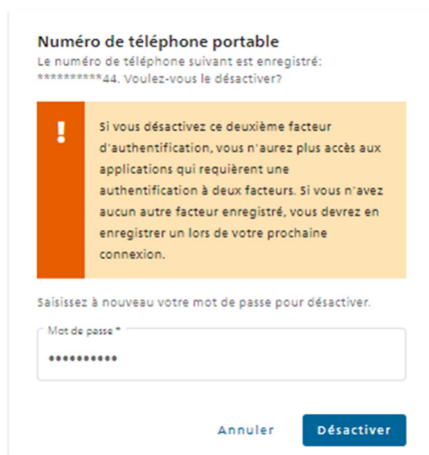 Numéro de téléphone portable
Le numéro de téléphone suivant est enregistré:
**********44. Voulez-vous le désactiver?
!
Si vous désactivez ce deuxième facteur
d'authentification, vous n'aurez plus accès aux
applications qui requièrent une
authentification à deux facteurs. Si vous n'avez
aucun autre facteur enregistré, vous devrez en
enregistrer un lors de votre prochaine
connexion.
Saisissez à nouveau votre mot de passe pour désactiver.
Mot de passe *
••••••••••
Annuler
Désactiver